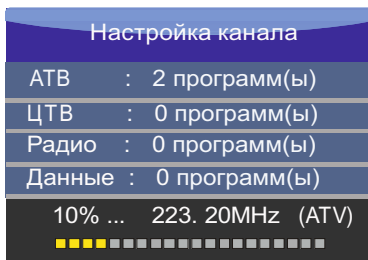 Настройка канала
АТВ : 2 программ(ы)
ЦТВ : 0 программ(ы)
Радио : 0 программ(ы)
Данные : 0 программ(ы)
10% ... 223. 20MHz (ATV)